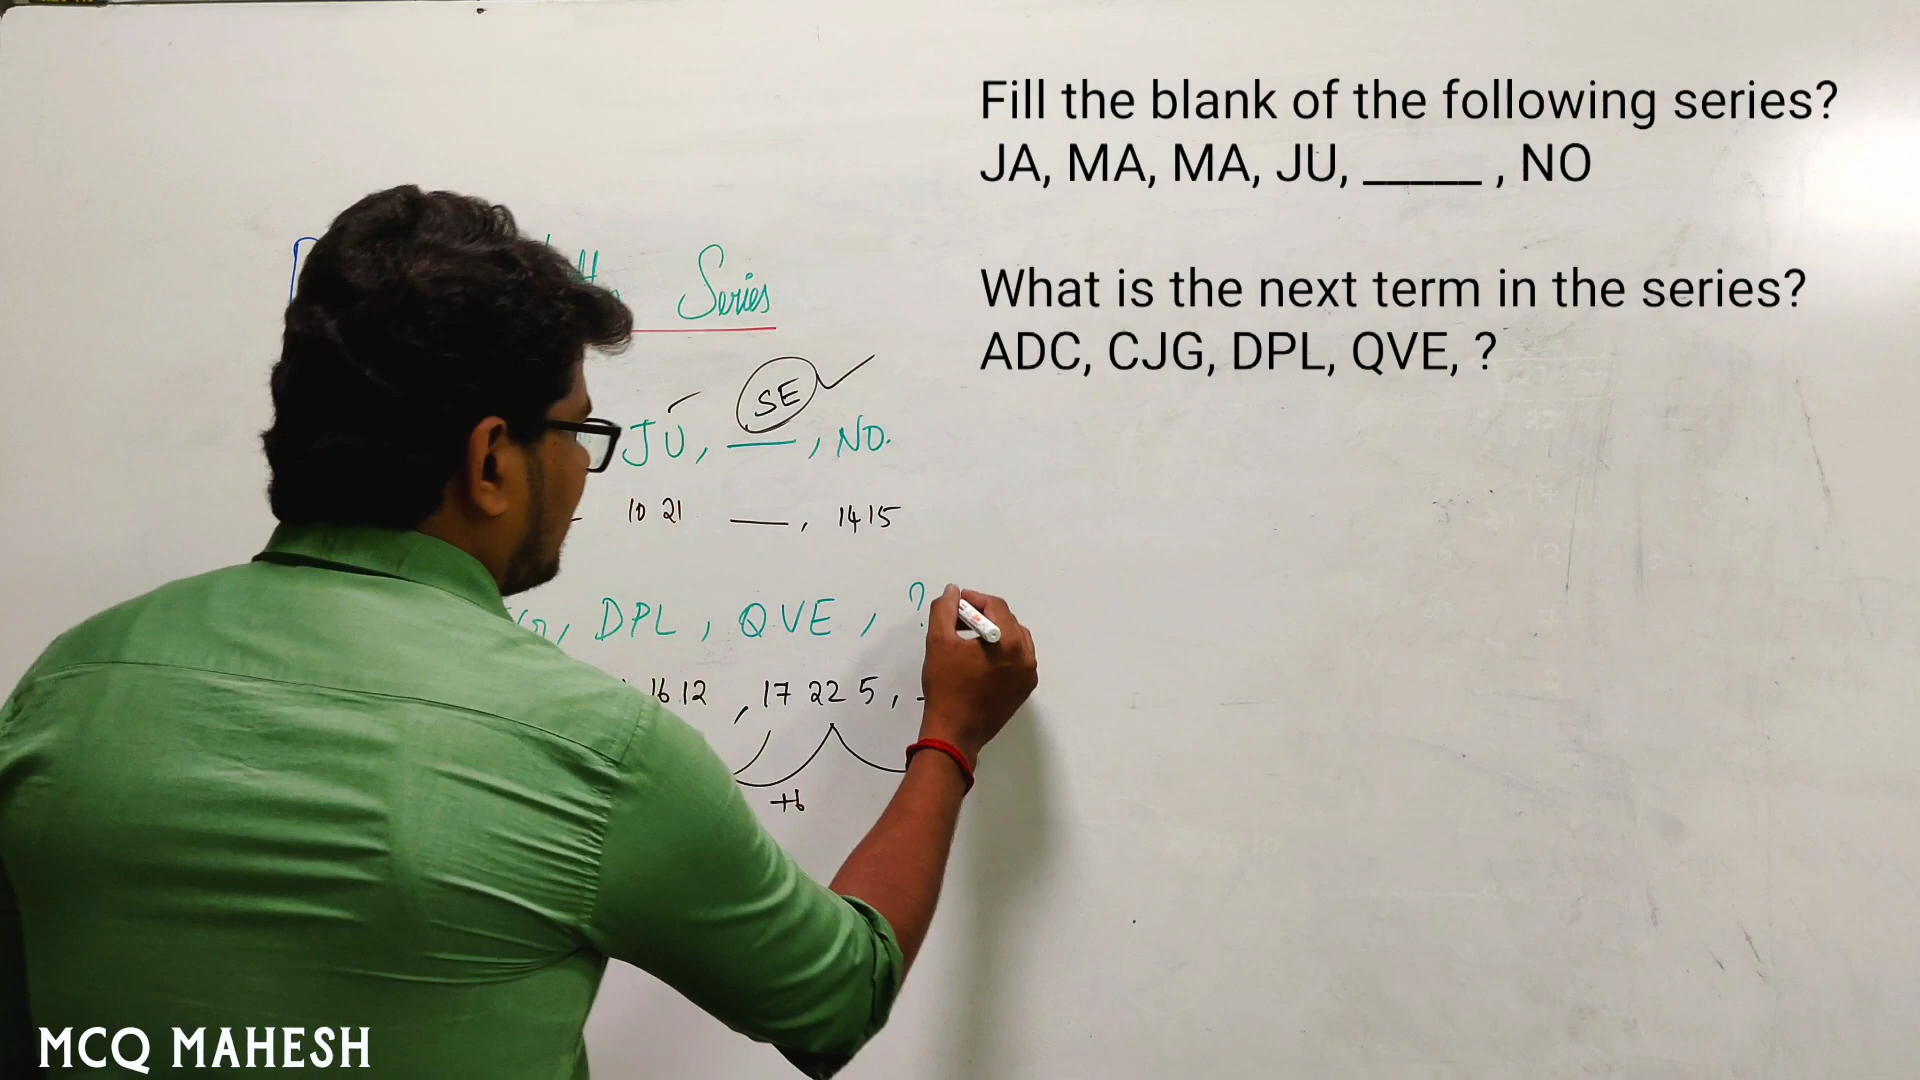 Fill the blank of the following series?
JA, MA, MA, JU, _____ , NO
What is the next term in the series?
ADC, CJG, DPL, QVE, ?
Series
SE
JU, __, NO.
10 21 __, 14 15
DPL, QVE, ?
16 12, 17 22 5,
+6
MCQ MAHESH